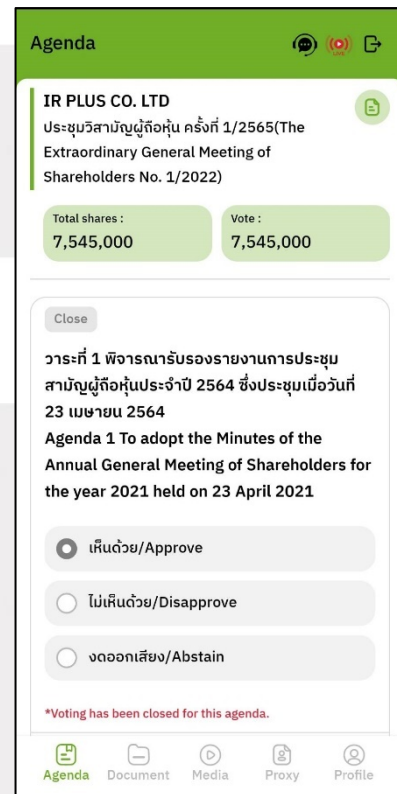 Agenda
IR PLUS CO. LTD
ประชุมวิสามัญผู้ถือหุ้น ครั้งที่ 1/2565(The
Extraordinary General Meeting of
Shareholders No. 1/2022)
Total shares :
7,545,000
Vote :
7,545,000
Close
วาระที่ 1 พิจารณารับรองรายงานการประชุม
สามัญผู้ถือหุ้นประจำปี 2564 ซึ่งประชุมเมื่อวันที่
23 เมษายน 2564
Agenda 1 To adopt the Minutes of the
Annual General Meeting of Shareholders for
the year 2021 held on 23 April 2021
เห็นด้วย/Approve
ไม่เห็นด้วย/Disapprove
งดออกเสียง/Abstain
*Voting has been closed for this agenda.
Agenda Document Media Proxy Profile